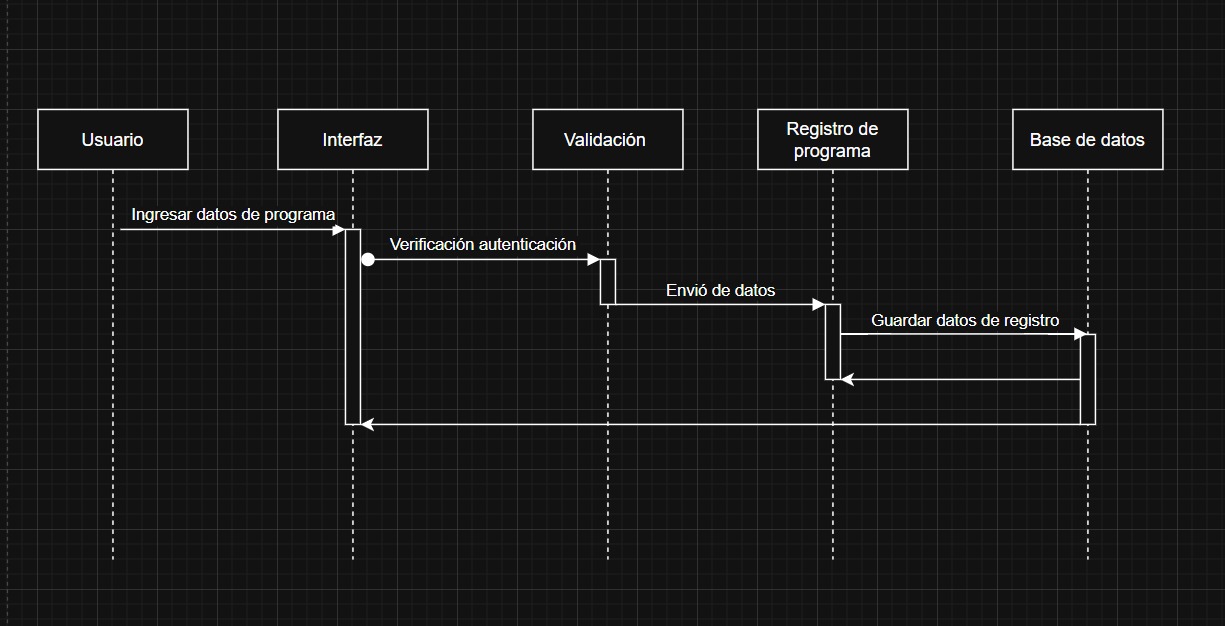 Usuario
Interfaz
Validación
Registro de
programa
Base de datos
Ingresar datos de programa
Verificación autenticación
Envió de datos
Guardar datos de registro